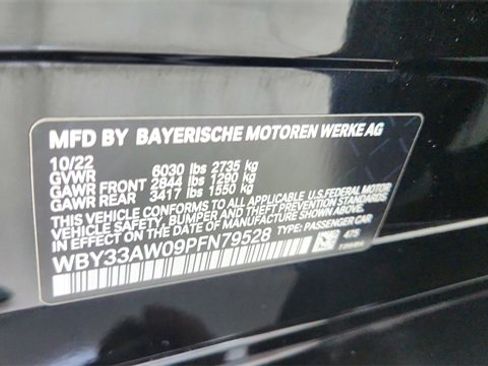 MFD BY BAYERISCHE MOTOREN WERKE AG
10/22
GVWR 6030 lbs 2735 kg
GAWR FRONT 2844 lbs 1290 kg
GAWR REAR 3417 lbs 1550 kg
THIS VEHICLE CONFORMS TO ALL APPLICABLE U.S.FEDERAL MOTOR
VEHICLE SAFETY, BUMPER, AND THEFT PREVENTION STANDARDS
IN EFFECT ON THE DATE OF MANUFACTURE SHOWN ABOVE.
WBY33AW09PFN79528 TYPE: PASSENGER CAR
475